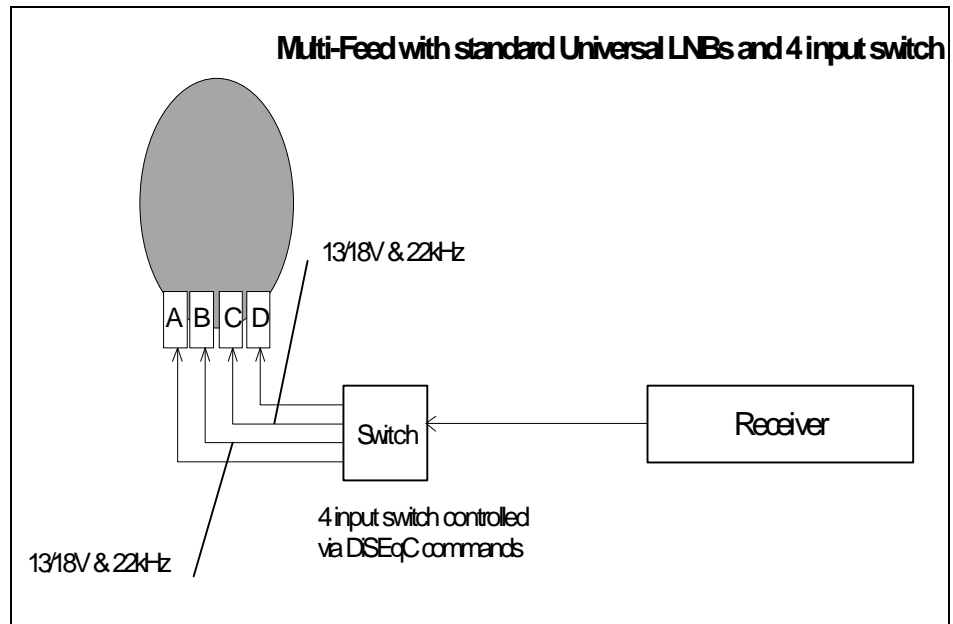 Multi-Feed with standard Universal LNBs and 4 input switch
13/18V & 22kHz
A B C D
Switch
Receiver
4 input switch controlled
via DiSEqC commands
13/18V & 22kHz